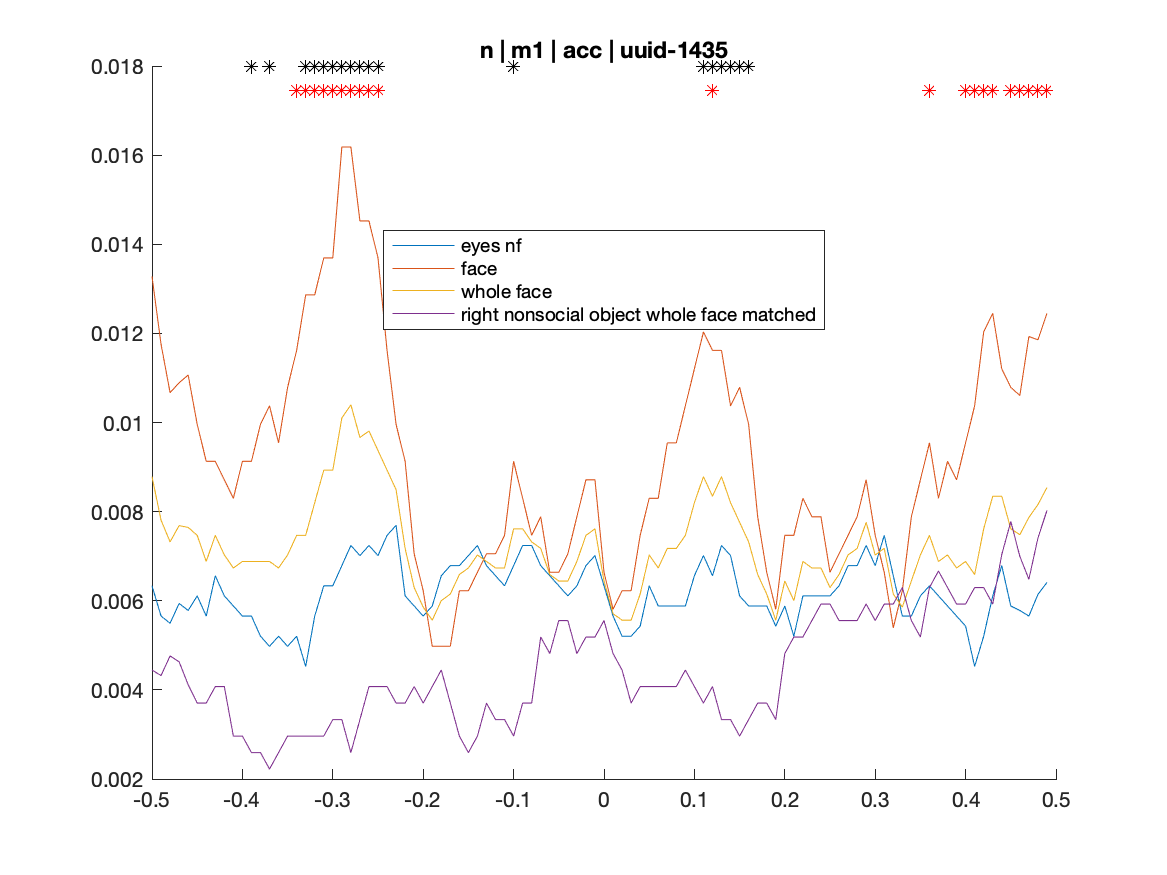 n | m1 | acc | uuid-1435
0.018
0.016
0.014
0.012
0.01
0.008
0.006
0.004
0.002
eyes nf
face
whole face
right nonsocial object whole face matched
-0.5 -0.4 -0.3 -0.2 -0.1 0 0.1 0.2 0.3 0.4 0.5